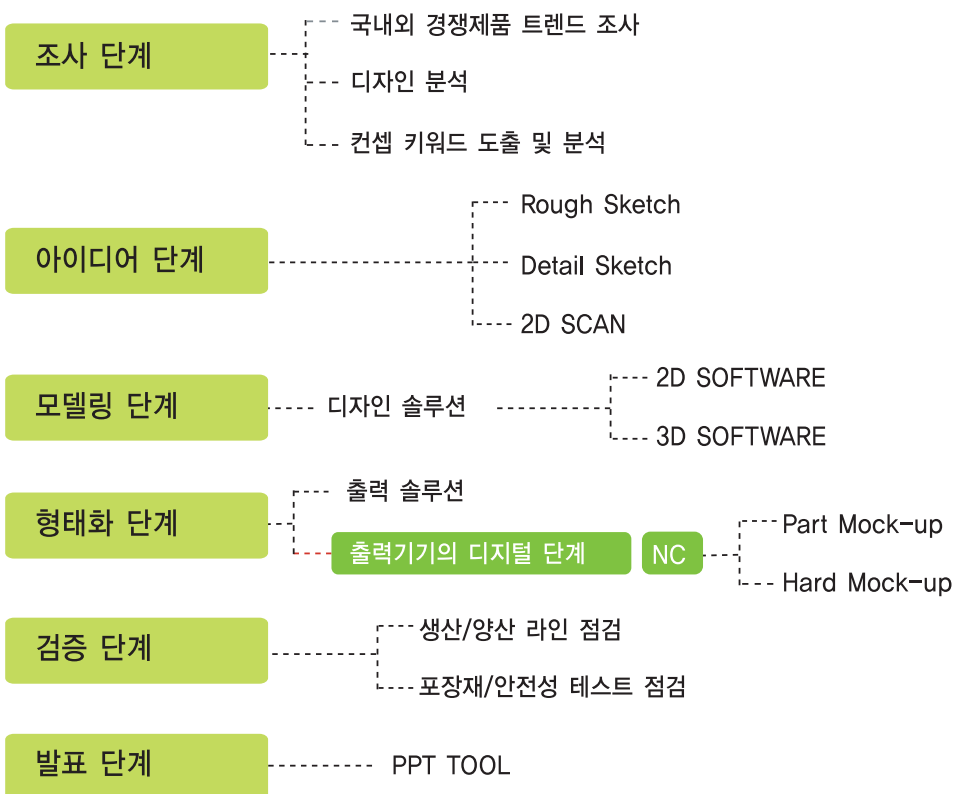 조사 단계
국내외 경쟁제품 트렌드 조사
디자인 분석
컨셉 키워드 도출 및 분석
아이디어 단계
Rough Sketch
Detail Sketch
2D SCAN
모델링 단계
디자인 솔루션
2D SOFTWARE
3D SOFTWARE
형태화 단계
출력 솔루션
출력기기의 디지털 단계
NC
Part Mock-up
Hard Mock-up
검증 단계
생산/양산 라인 점검
포장재/안전성 테스트 점검
발표 단계
PPT TOOL